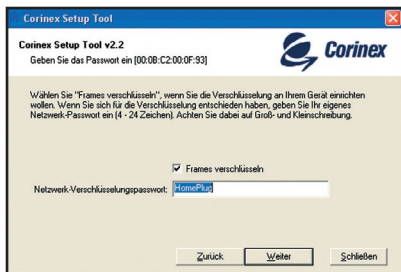 Corinex Setup Tool
Corinex Setup Tool v2.2
Geben Sie das Passwort ein [00:0B:C2:00:0F:93]
Corinex
Wählen Sie "Frames verschlüsseln", wenn Sie die Verschlüsselung an Ihrem Gerät einrichten
wollen. Wenn Sie sich für die Verschlüsselung entschieden haben, geben Sie Ihr eigenes
Netzwerk-Passwort ein (4 - 24 Zeichen). Achten Sie dabei auf Groß- und Kleinschreibung.
Frames verschlüsseln
Netzwerk-Verschlüsselungspasswort: HomePlug
Zurück Weiter Schließen